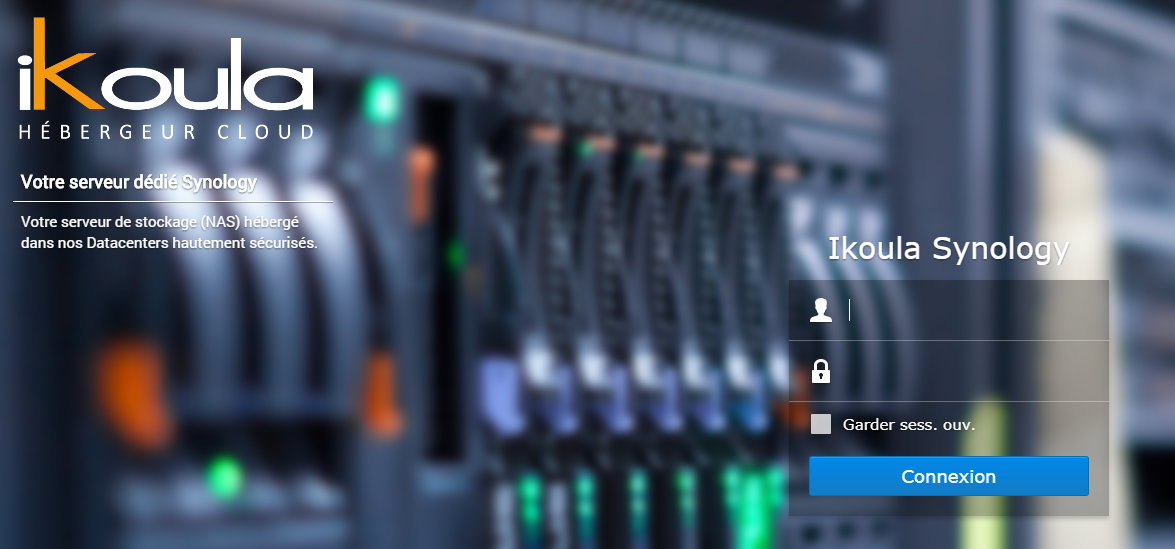 ikoula
HÉBERGEUR CLOUD
Votre serveur dédié Synology
Votre serveur de stockage (NAS) hébergé
dans nos Datacenters hautement sécurisés.
Ikoula Synology
Garder sess. ouv.
Connexion